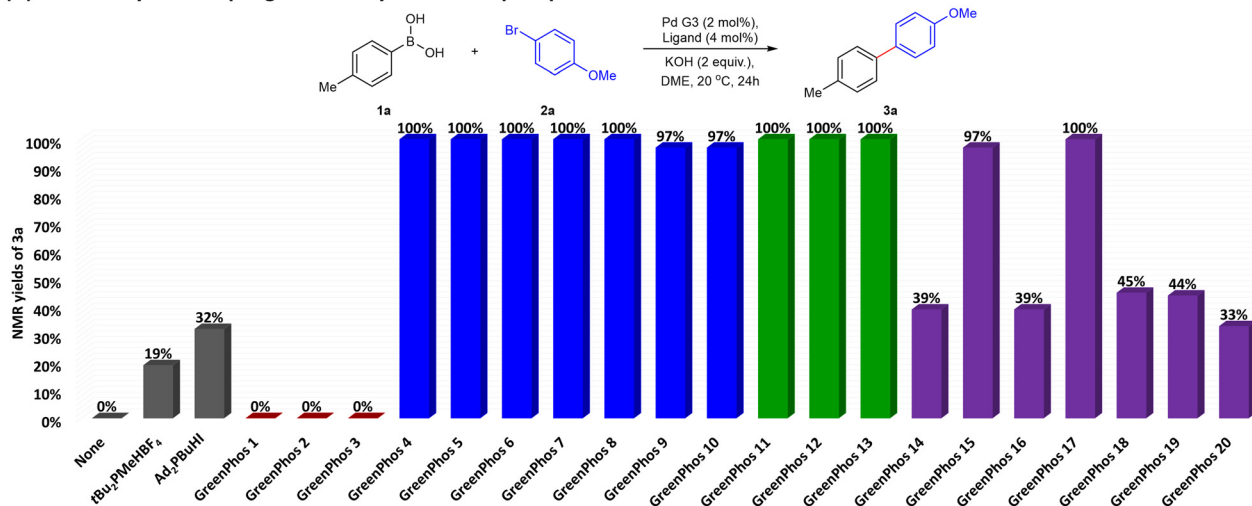 Pd G3 (2 mol%),
Ligand (4 mol%)
KOH (2 equiv.),
DME, 20 °C, 24h
OH
B
OH
Me
+
Br
OMe
OMe
Me
1a
2a
3a
NMR yields of 3a
100%
90%
80%
70%
60%
50%
40%
30%
20%
10%
0%
0%
19%
32%
0%
0%
0%
100%
100%
100%
100%
100%
97%
97%
100%
100%
100%
39%
97%
39%
100%
45%
44%
33%
None
tBu₂PMeHBF₄
Ad₂PBuHI
GreenPhos 1
GreenPhos 2
GreenPhos 3
GreenPhos 4
GreenPhos 5
GreenPhos 6
GreenPhos 7
GreenPhos 8
GreenPhos 9
GreenPhos 10
GreenPhos 11
GreenPhos 12
GreenPhos 13
GreenPhos 14
GreenPhos 15
GreenPhos 16
GreenPhos 17
GreenPhos 18
GreenPhos 19
GreenPhos 20